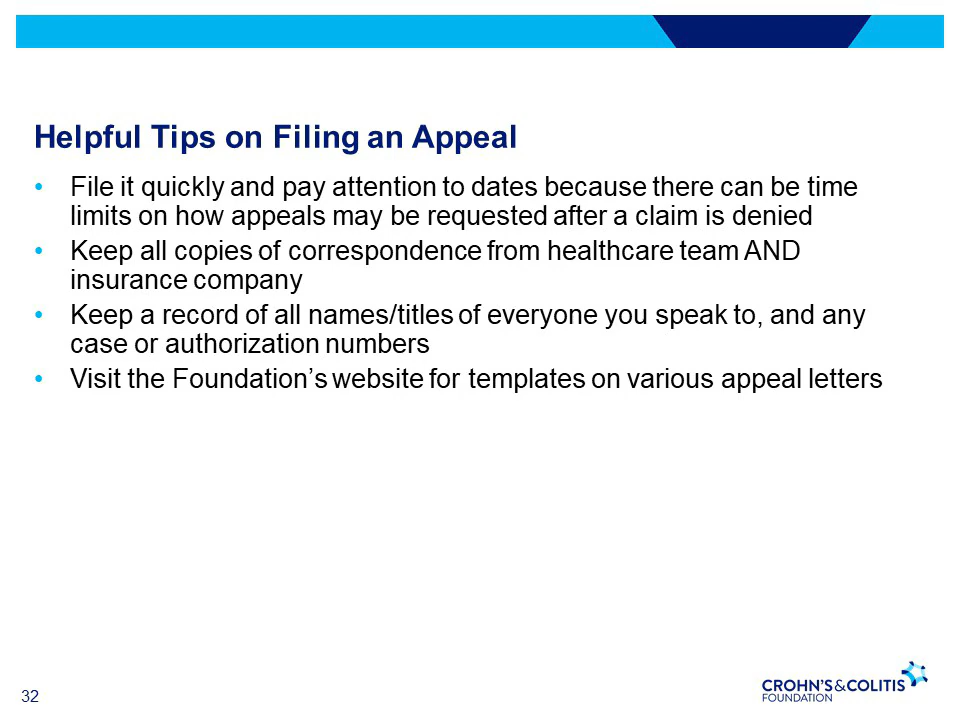 Helpful Tips on Filing an Appeal
• File it quickly and pay attention to dates because there can be time
limits on how appeals may be requested after a claim is denied
• Keep all copies of correspondence from healthcare team AND
insurance company
• Keep a record of all names/titles of everyone you speak to, and any
case or authorization numbers
• Visit the Foundation’s website for templates on various appeal letters
32
CROHN’S&COLITIS
FOUNDATION